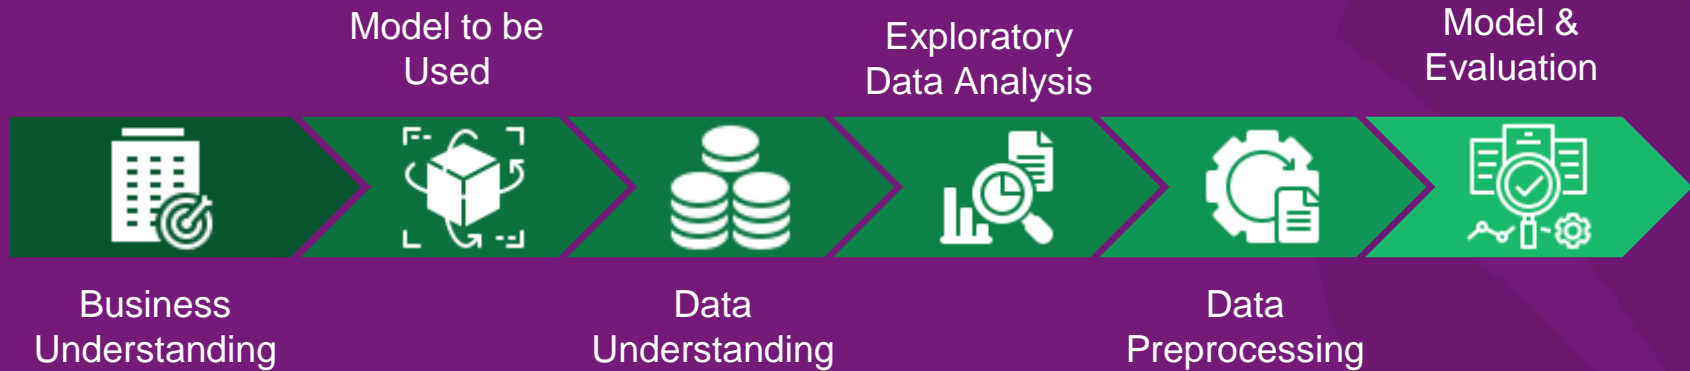 Business
Understanding
Model to be
Used
Data
Understanding
Exploratory
Data Analysis
Data
Preprocessing
Model &
Evaluation